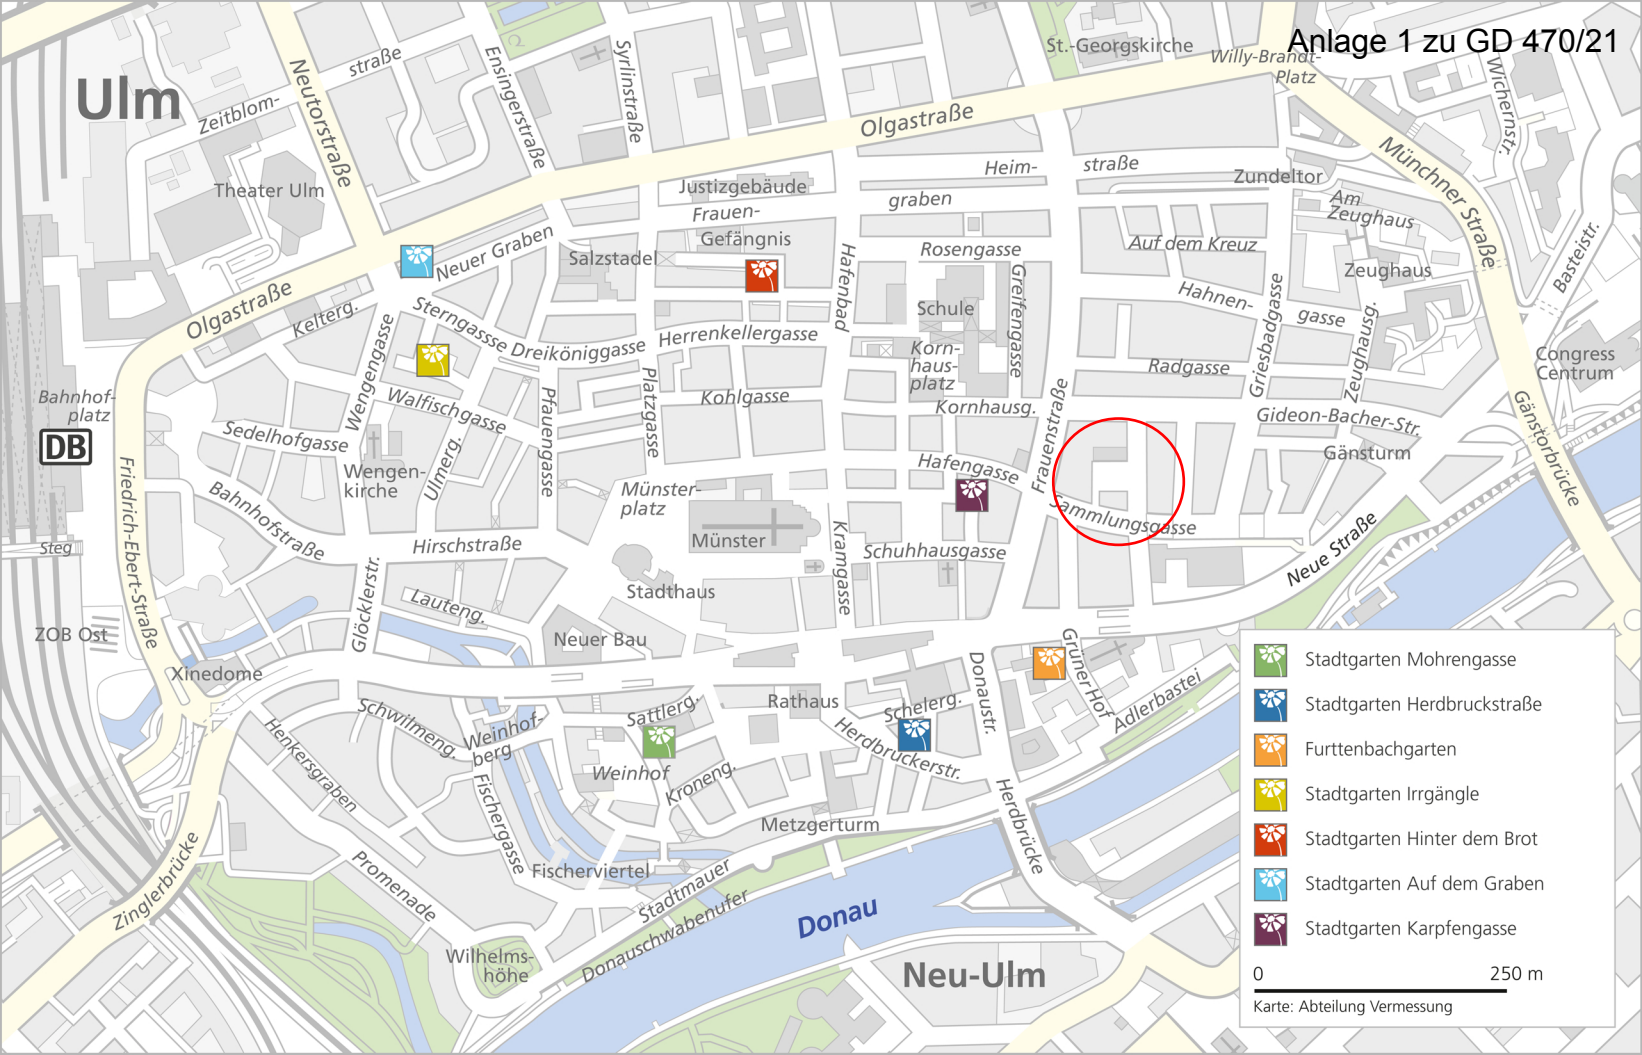 Anlage 1 zu GD 470/21
St.-Georgskirche
Willy-Brandt-
Platz
Ulm
Neutorstraße
Zeitblom-
straße
Ensingerstraße
Syrlinstraße
Olgastraße
Wichernstr.
Münchner Straße
Heim-
straße
Zundeltor
Theater Ulm
Justizgebäude
Frauen-
graben
Am
Zeughaus
Gefängnis
Rosengasse
Auf dem Kreuz
Basteistr.
Neuer Graben
Salzstadel
Hafenbad
Greifengasse
Zeughaus
Olgastraße
Kelterg.
Sterngasse
Schule
Hahnen-
gasse
Griesbadgasse
Zeughausg.
Wengengasse
Dreiköniggasse
Herrenkellergasse
Korn-
haus-
platz
Radgasse
Congress
Centrum
Bahnhof-
platz
DB
Walfischgasse
Pfauengasse
Platzgasse
Kohlgasse
Kornhausg.
Frauenstraße
Gideon-Bacher-Str.
Gänstorbrücke
Sedelhofgasse
Wengen-
kirche
Ulmerg.
Gänsturm
Hafengasse
Bahnhofstraße
Münster-
platz
Münster
Sammlungsgasse
Friedrich-Ebert-Straße
Steg
Hirschstraße
Kramgasse
Schuhhausgasse
Neue Straße
Glöcklerstr.
Lauteng.
Stadthaus
ZOB Ost
Neuer Bau
Xinedome
Grüner Hof
Donaustr.
Adlerbastei
Schwilmeng.
Weinhof-
berg
Sattlerg.
Rathaus
Schelerg.
Herdbruckerstr.
Henkersgraben
Weinhof
Kroneng.
Fischergasse
Metzgerturm
Herdbrücke
Zinglerbrücke
Promenade
Fischerviertel
Stadtmauer
Donauschwabenufer
Donau
Wilhelms-
höhe
Neu-Ulm
Stadtgarten Mohrengasse
Stadtgarten Herdbruckstraße
Furttenbachgarten
Stadtgarten Irrgängle
Stadtgarten Hinter dem Brot
Stadtgarten Auf dem Graben
Stadtgarten Karpfengasse
0 250 m
Karte: Abteilung Vermessung